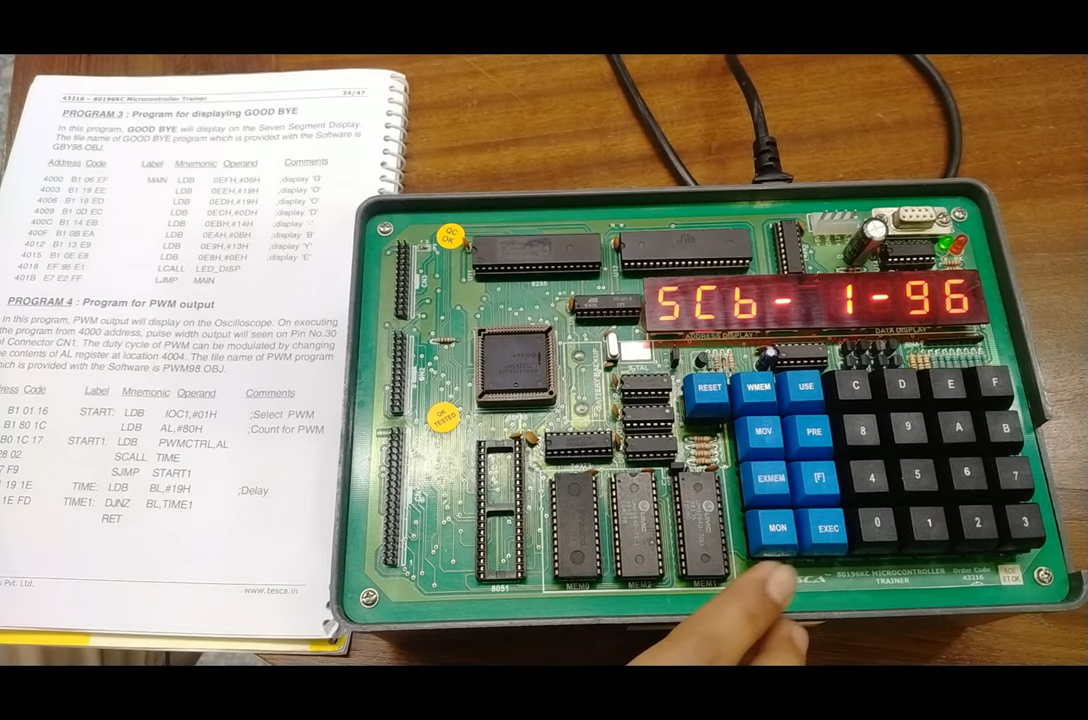 43216 – 80196KC Microcontroller Trainer 34/47
PROGRAM 3 : Program for displaying GOOD BYE
In this program, GOOD BYE will display on the Seven Segment Display.
The file name of GOOD BYE program which is provided with the Software is
GBY98.OBJ.
Address Code Label Mnemonic Operand Comments
4000 B1 06 EF MAIN: LDB 0EFH,#06H ;display 'G'
4003 B1 19 EE LDB 0EEH,#19H ;display 'O'
4006 B1 19 ED LDB 0EDH,#19H ;display 'O'
4009 B1 0D EC LDB 0ECH,#0DH ;display 'D'
400C B1 14 EB LDB 0EBH,#14H ;display '-'
400F B1 0B EA LDB 0EAH,#0BH ;display 'B'
4012 B1 13 E9 LDB 0E9H,#13H ;display 'Y'
4015 B1 0E E8 LDB 0E8H,#0EH ;display 'E'
4018 EF 95 E1 LCALL LED_DISP
401B E7 E2 FF LJMP MAIN
PROGRAM 4 : Program for PWM output
In this program, PWM output will display on the Oscilloscope. On executing
the program from 4000 address, pulse width output will seen on Pin No.30
of Connector CN1. The duty cycle of PWM can be modulated by changing
the contents of AL register at location 4004. The file name of PWM program
which is provided with the Software is PWM98.OBJ.
Code Label Mnemonic Operand Comments
B1 01 16 START: LDB IOC1,#01H ;Select PWM
B1 80 1C LDB AL,#80H ;Count for PWM
B0 1C 17 START1: LDB PWMCTRL,AL
28 02 SCALL TIME
F9 SJMP START1
19 1E TIME: LDB BL,#19H ;Delay
1E FD TIME1: DJNZ BL,TIME1
RET
Pvt. Ltd. www.tesca.in
QC
OK
OK
TESTED
CN3
CN2
8255
SCb- 1-96
ADDRESS DISPLAY DATA DISPLAY
BATTERY BACKUP
X-TAL
RESET WMEM USE C D E F
MOV PRE 8 9 A B
EXMEM [F] 4 5 6 7
MON EXEC 0 1 2 3
8051 MEM0 MEM2 MEM1
TESCA 80196KC MICROCONTROLLER
TRAINER
Order Code
43216
ACE
ET OK